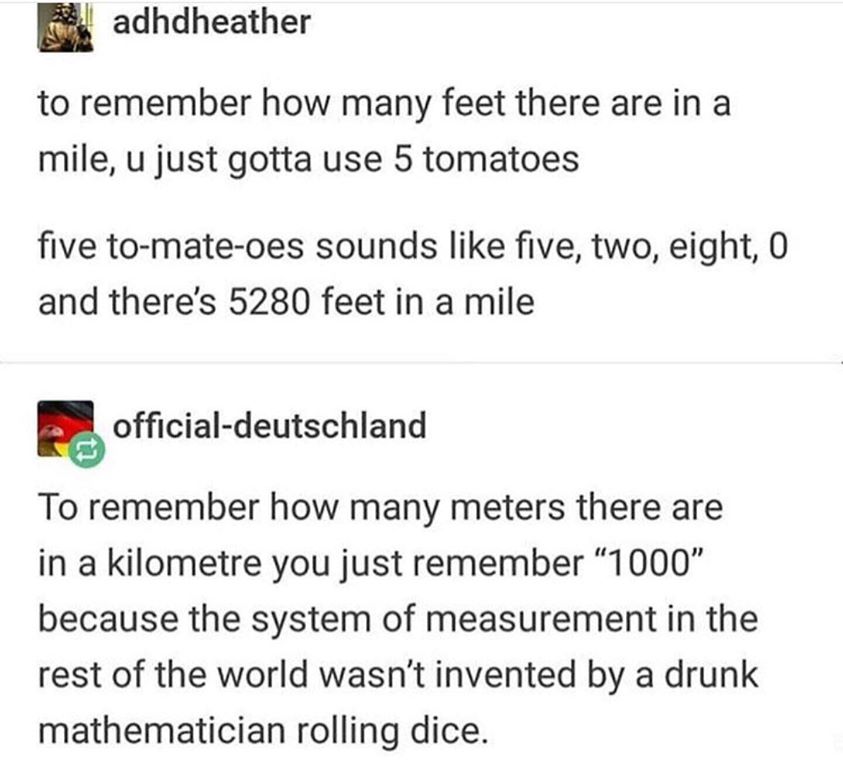 adhdheather
to remember how many feet there are in a
mile, u just gotta use 5 tomatoes
five to-mate-oes sounds like five, two, eight, 0
and there's 5280 feet in a mile
official-deutschland
To remember how many meters there are
in a kilometre you just remember “1000”
because the system of measurement in the
rest of the world wasn't invented by a drunk
mathematician rolling dice.